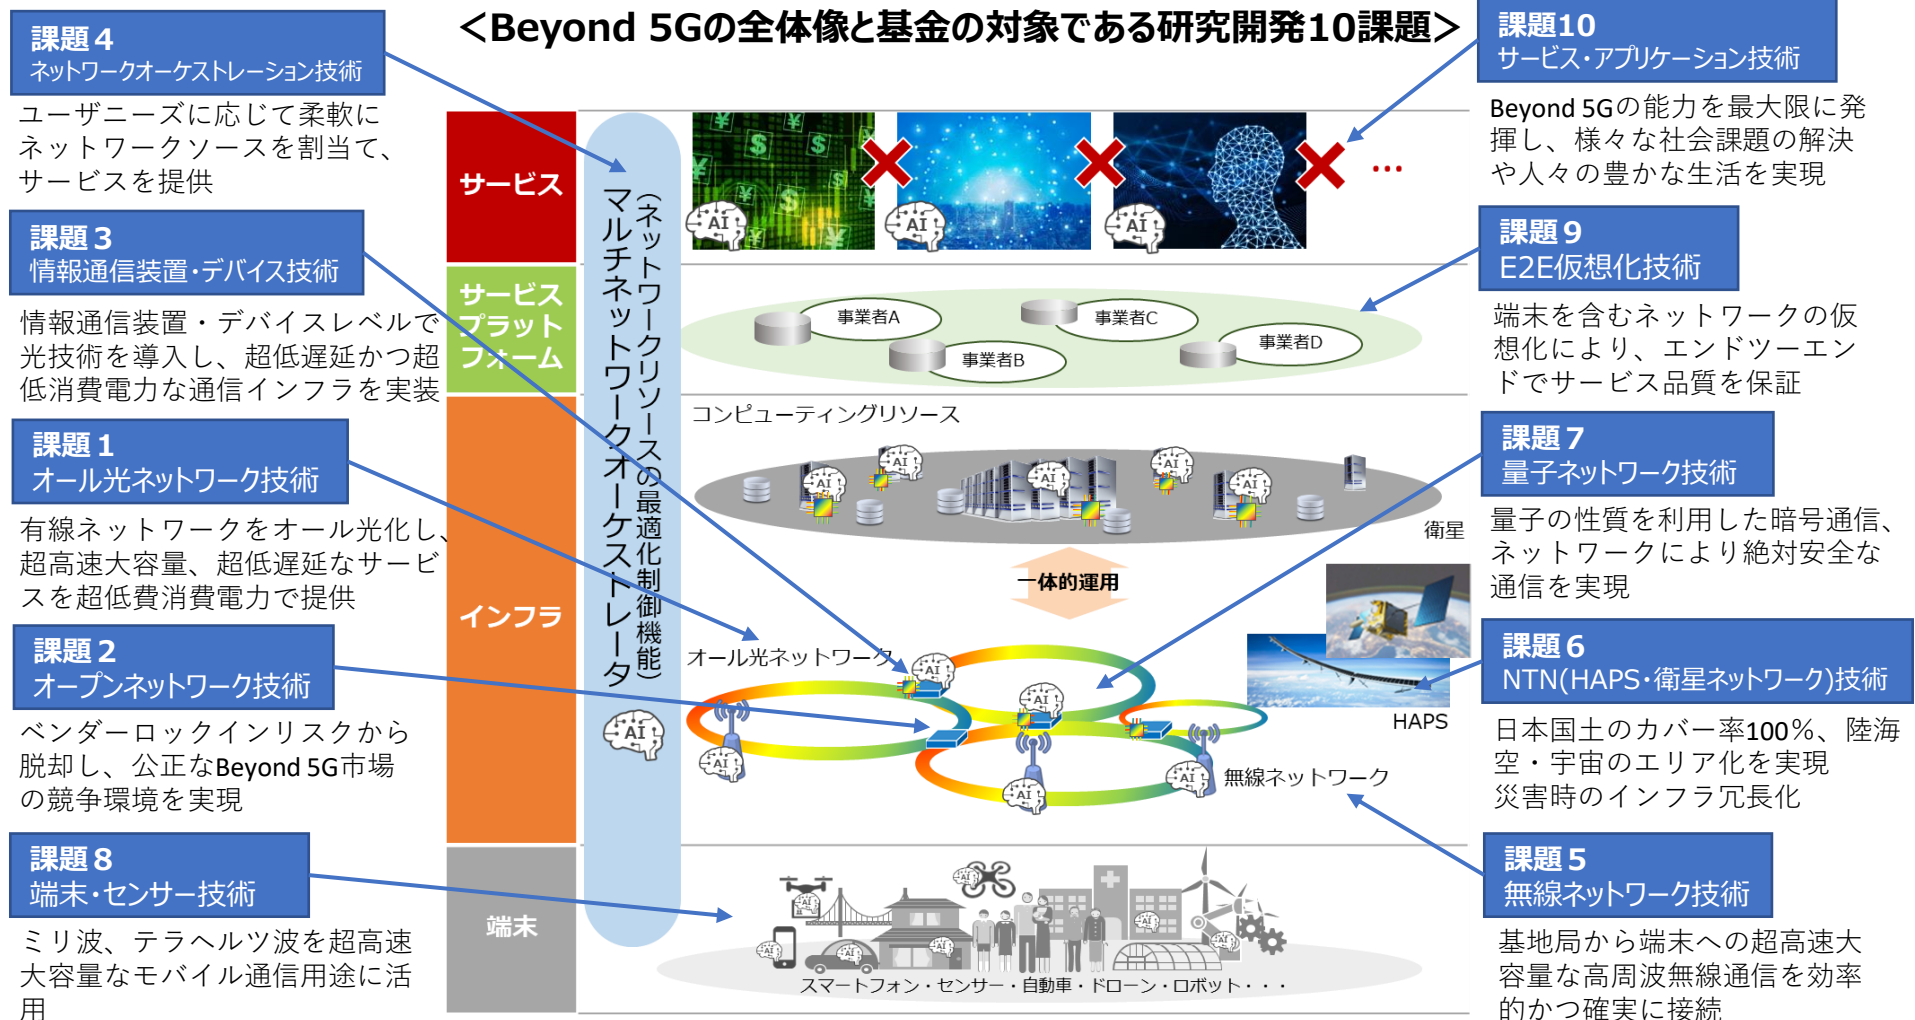 <Beyond 5Gの全体像と基金の対象である研究開発10課題>
課題４
ネットワークオーケストレーション技術
ユーザニーズに応じて柔軟に
ネットワークソースを割当て、
サービスを提供
課題３
情報通信装置・デバイス技術
情報通信装置・デバイスレベルで
光技術を導入し、超低遅延かつ超
低消費電力な通信インフラを実装
課題１
オール光ネットワーク技術
有線ネットワークをオール光化し、
超高速大容量、超低遅延なサービ
スを超低費消費電力で提供
課題２
オープンネットワーク技術
ベンダーロックインリスクから
脱却し、公正なBeyond 5G市場
の競争環境を実現
課題８
端末・センサー技術
ミリ波、テラヘルツ波を超高速
大容量なモバイル通信用途に活
用
サービス
サービス
プラット
フォーム
インフラ
端末
マルチネットワークオーケストレータ
（ネットワークリソースの最適化制御機能）
AI
AI
AI
AI
…
事業者A
事業者B
事業者C
事業者D
コンピューティングリソース
AI
AI
AI
AI
AI
衛星
一体的運用
オール光ネットワーク
AI
AI
AI
AI
AI
HAPS
無線ネットワーク
AI
AI
AI
AI
AI
AI
AI
スマートフォン・センサー・自動車・ドローン・ロボット・・・
課題10
サービス・アプリケーション技術
Beyond 5Gの能力を最大限に発
揮し、様々な社会課題の解決
や人々の豊かな生活を実現
課題９
E2E仮想化技術
端末を含むネットワークの仮
想化により、エンドツーエン
ドでサービス品質を保証
課題７
量子ネットワーク技術
量子の性質を利用した暗号通信、
ネットワークにより絶対安全な
通信を実現
課題６
NTN(HAPS・衛星ネットワーク)技術
日本国土のカバー率100％、陸海
空・宇宙のエリア化を実現
災害時のインフラ冗長化
課題５
無線ネットワーク技術
基地局から端末への超高速大
容量な高周波無線通信を効率
的かつ確実に接続